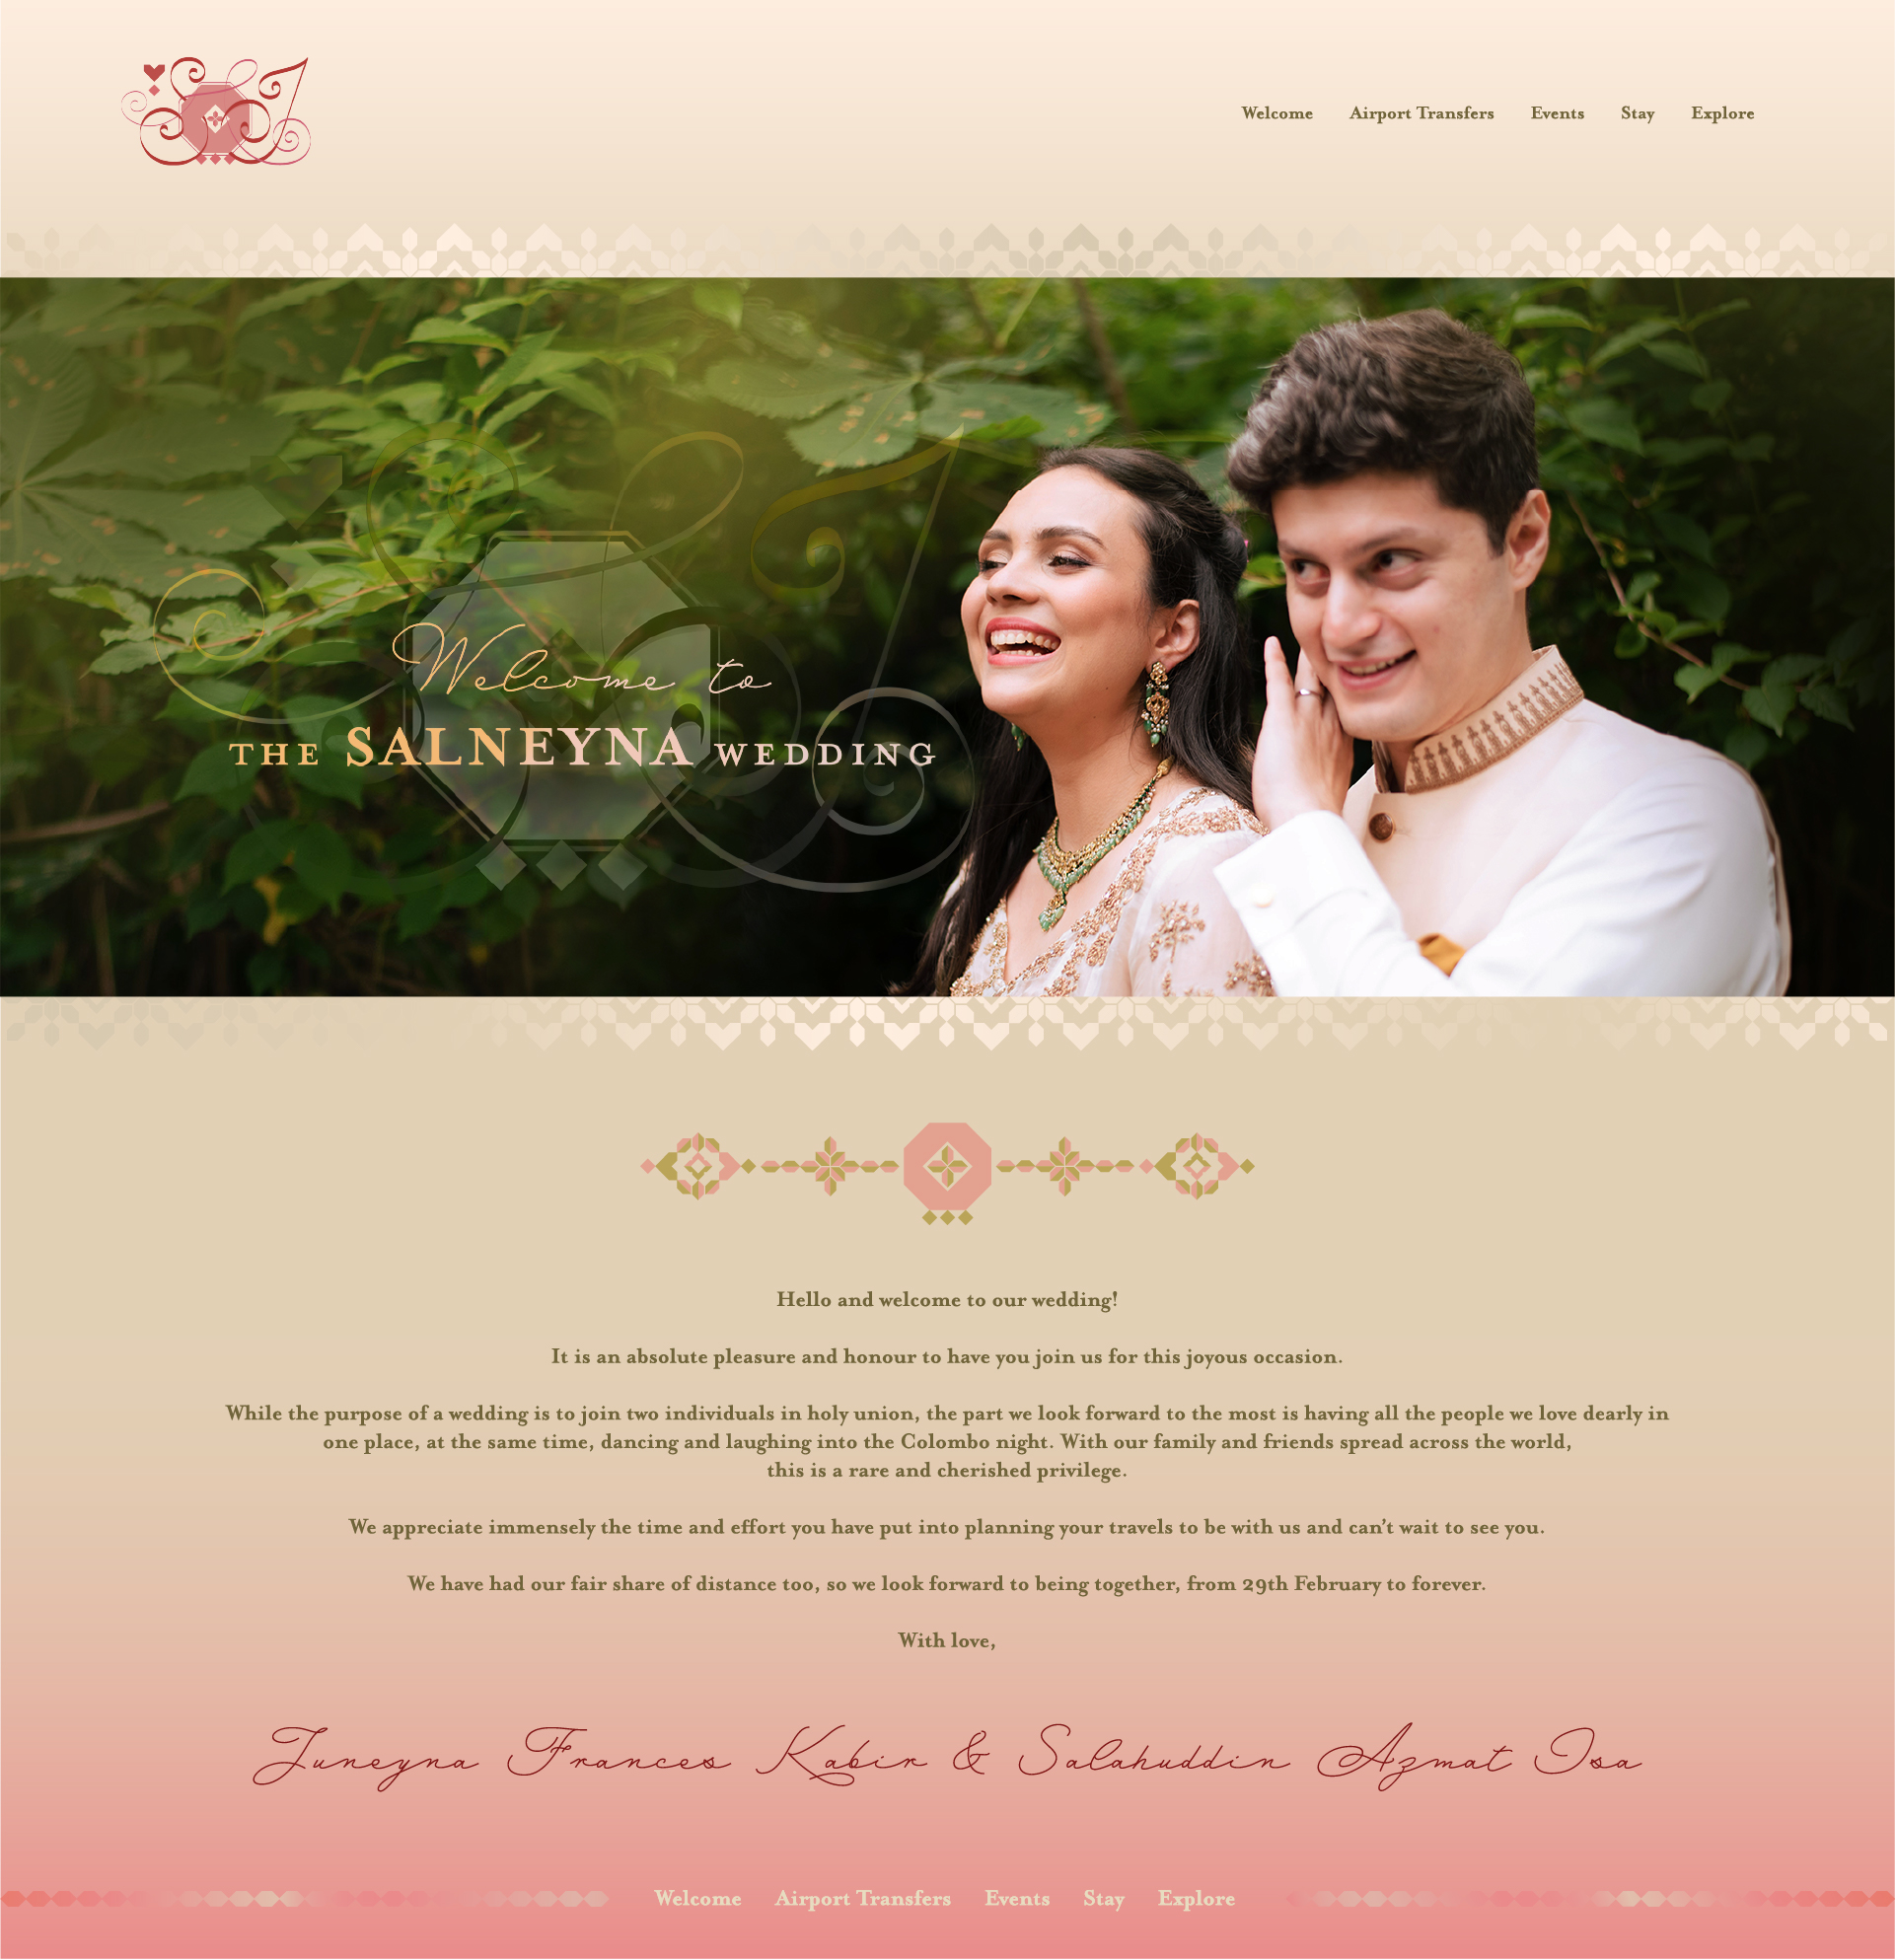 Welcome Airport Transfers Events Stay Explore
Welcome to
THE SALNEYNA WEDDING
Hello and welcome to our wedding!
It is an absolute pleasure and honour to have you join us for this joyous occasion.
While the purpose of a wedding is to join two individuals in holy union, the part we look forward to the most is having all the people we love dearly in
one place, at the same time, dancing and laughing into the Colombo night. With our family and friends spread across the world,
this is a rare and cherished privilege.
We appreciate immensely the time and effort you have put into planning your travels to be with us and can’t wait to see you.
We have had our fair share of distance too, so we look forward to being together, from 29th February to forever.
With love,
Juneyna Frances Kabir & Salahuddin Azmat Isa
Welcome Airport Transfers Events Stay Explore